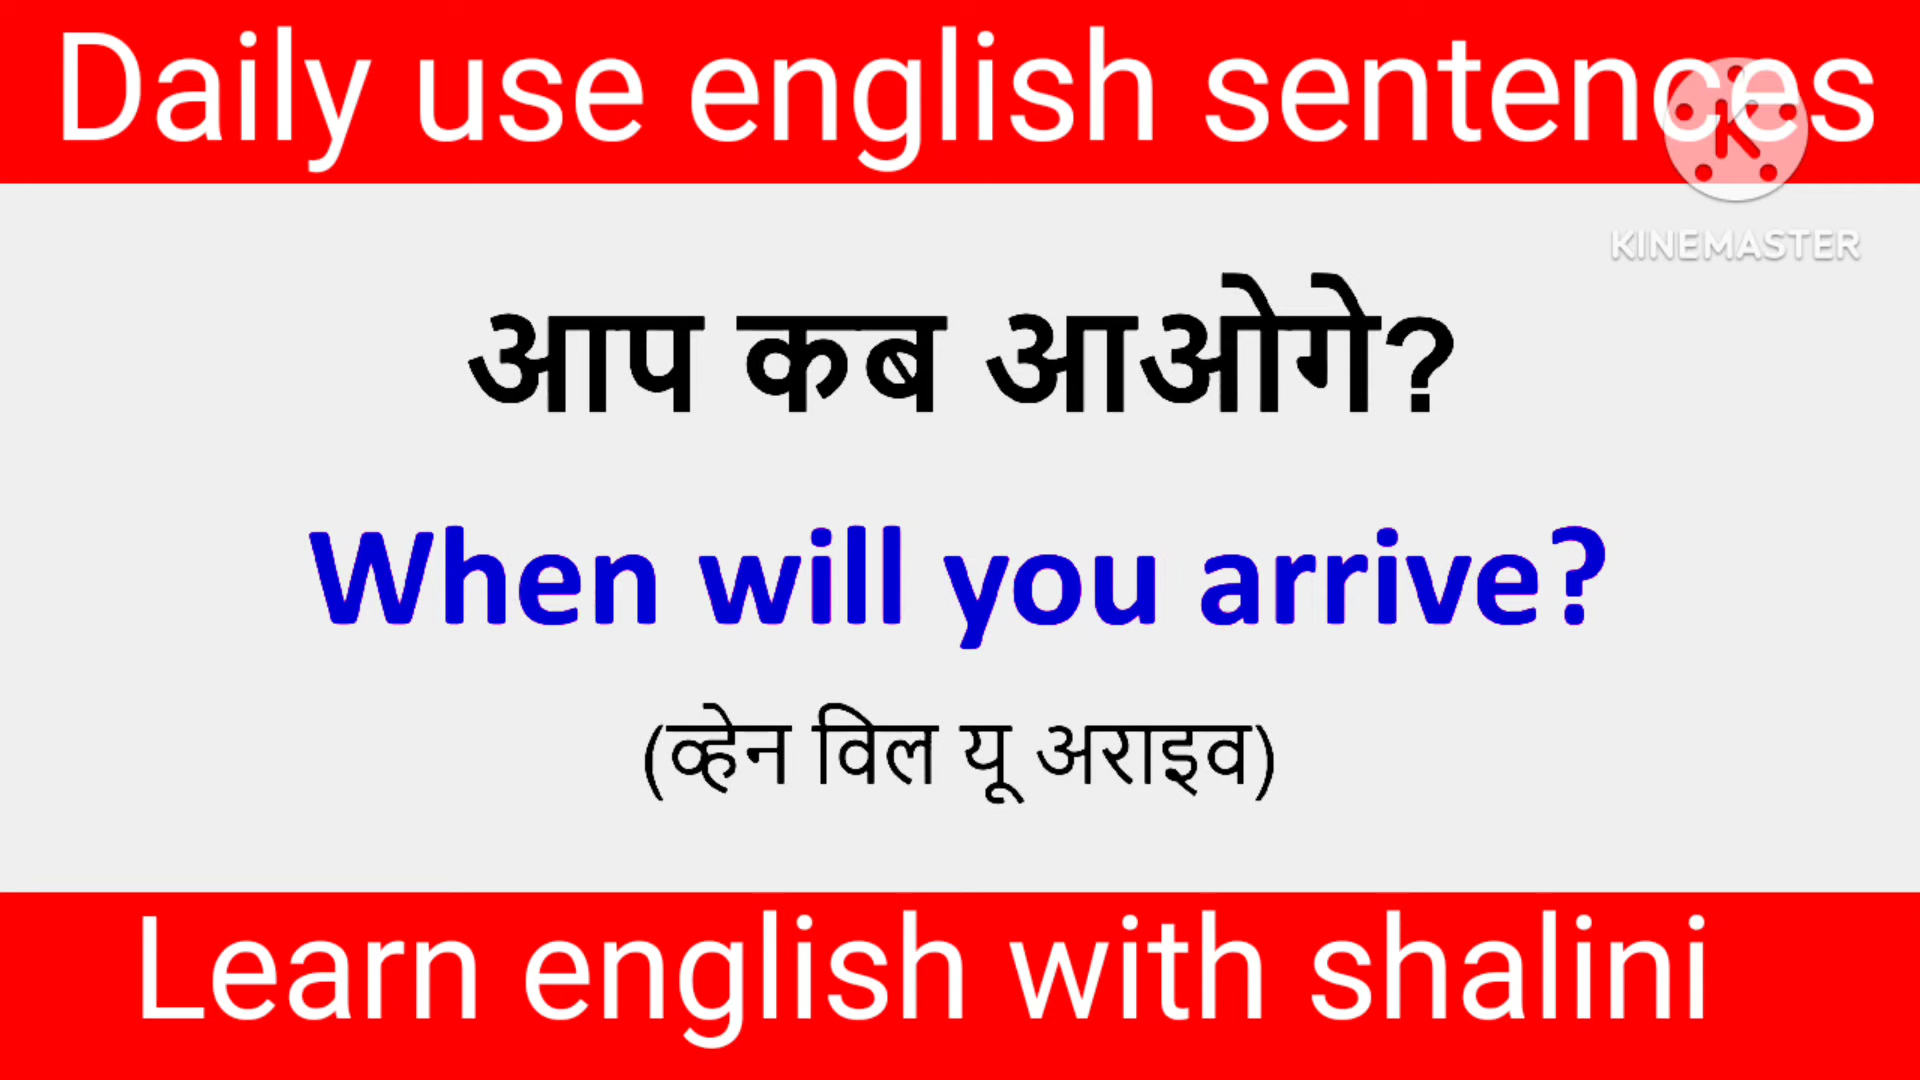 Daily use english sentences
KINEMASTER
आप कब आओगे?
When will you arrive?
(व्हेन विल यू अराइव)
Learn english with shalini